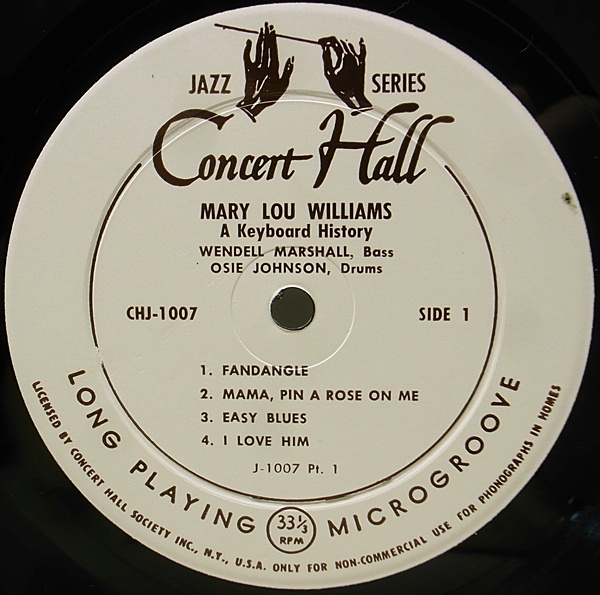 JAZZ SERIES
Concert Hall
MARY LOU WILLIAMS
A Keyboard History
WENDELL MARSHALL, Bass
OSIE JOHNSON, Drums
CHJ-1007 SIDE 1
1. FANDANGLE
2. MAMA, PIN A ROSE ON ME
3. EASY BLUES
4. I LOVE HIM
J-1007 Pt. 1
LONG PLAYING 33⅓ RPM MICROGROOVE
LICENSED BY CONCERT HALL SOCIETY INC., N.Y., U.S.A. ONLY FOR NON-COMMERCIAL USE FOR PHONOGRAPHS IN HOMES